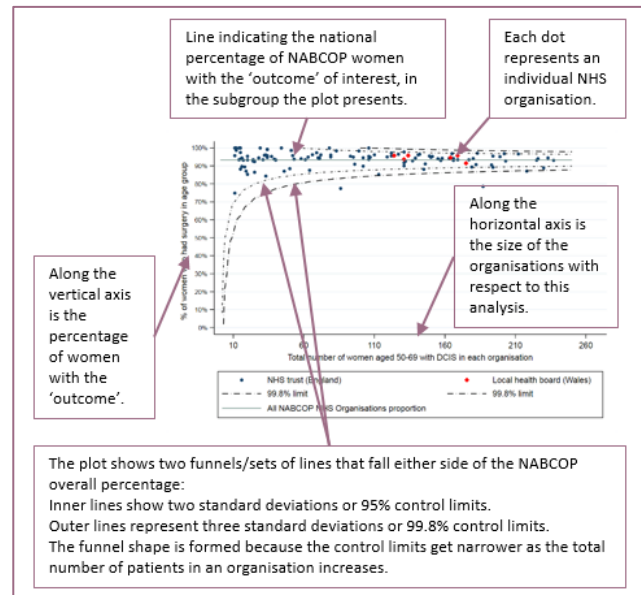 Line indicating the national
percentage of NABCOP women
with the ‘outcome’ of interest, in
the subgroup the plot presents.
Each dot
represents an
individual NHS
organisation.
Along the
vertical axis
is the
percentage
of women
with the
‘outcome’.
% of women who had surgery in age group
100%
90%
80%
70%
60%
50%
40%
30%
20%
10%
0%
Along the
horizontal axis
is the size of the
organisations with
respect to this
analysis.
10
60
110
160
210
260
Total number of women aged 50-69 with DCIS in each organisation
NHS trust (England)
Local health board (Wales)
99.8% limit
99.8% limit
All NABCOP NHS Organisations proportion
The plot shows two funnels/sets of lines that fall either side of the NABCOP
overall percentage:
Inner lines show two standard deviations or 95% control limits.
Outer lines represent three standard deviations or 99.8% control limits.
The funnel shape is formed because the control limits get narrower as the total
number of patients in an organisation increases.